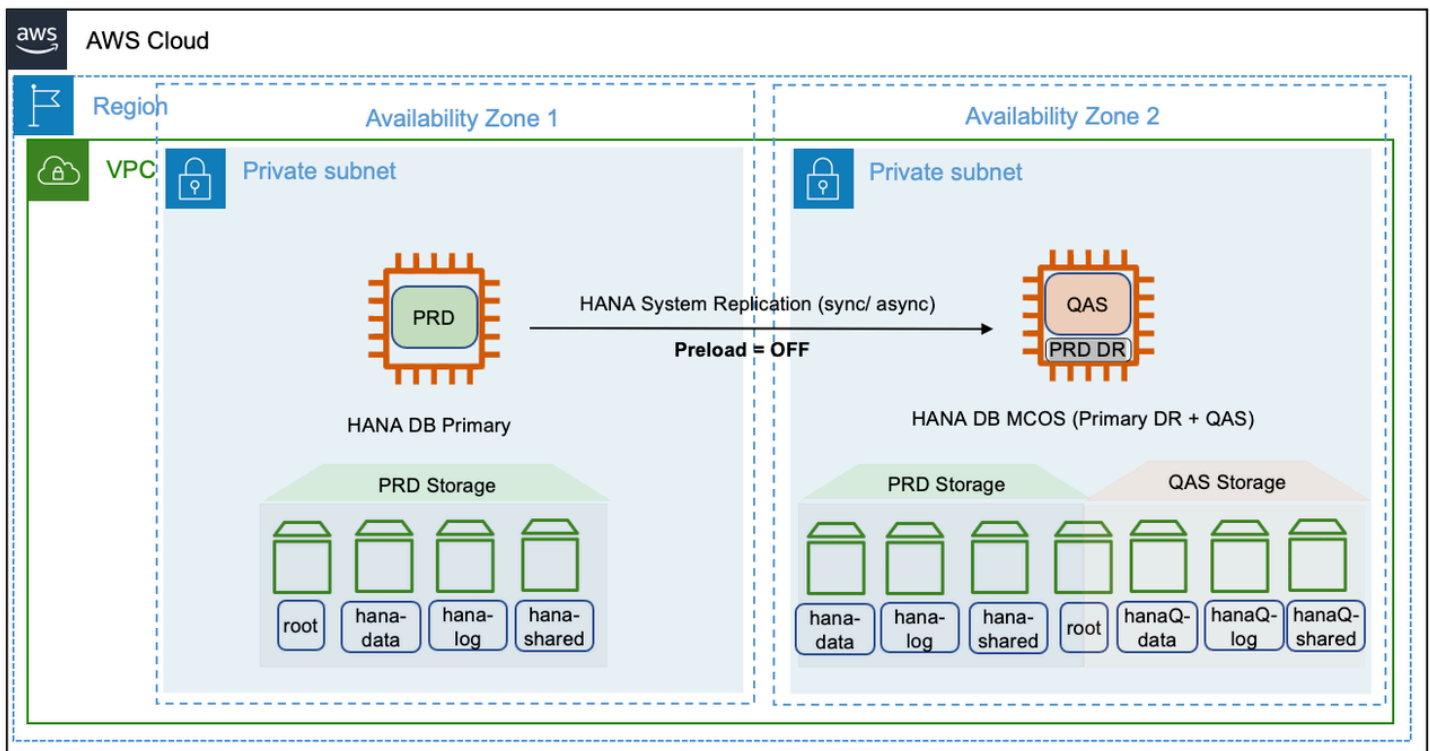 aws
AWS Cloud
Region
Availability Zone 1
Availability Zone 2
VPC
Private subnet
Private subnet
PRD
HANA System Replication (sync/ async)
Preload = OFF
QAS
PRD DR
HANA DB Primary
HANA DB MCOS (Primary DR + QAS)
PRD Storage
PRD Storage
QAS Storage
root
hana-
data
hana-
log
hana-
shared
hana-
data
hana-
log
hana-
shared
root
hanaQ-
data
hanaQ-
log
hanaQ-
shared